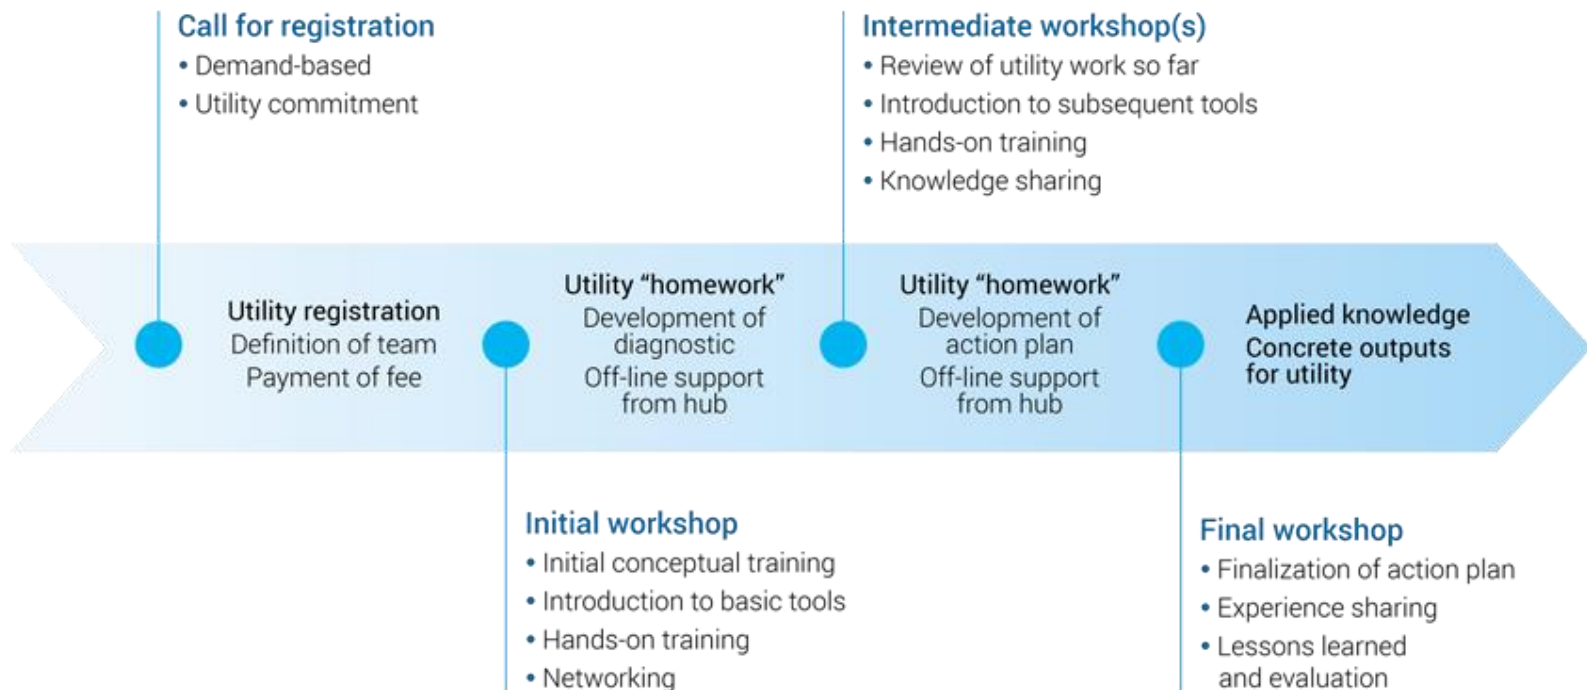 Call for registration
• Demand-based
• Utility commitment
Intermediate workshop(s)
• Review of utility work so far
• Introduction to subsequent tools
• Hands-on training
• Knowledge sharing
Utility registration
Definition of team
Payment of fee
Utility “homework”
Development of
diagnostic
Off-line support
from hub
Utility “homework”
Development of
action plan
Off-line support
from hub
Applied knowledge
Concrete outputs
for utility
Initial workshop
• Initial conceptual training
• Introduction to basic tools
• Hands-on training
• Networking
Final workshop
• Finalization of action plan
• Experience sharing
• Lessons learned
and evaluation